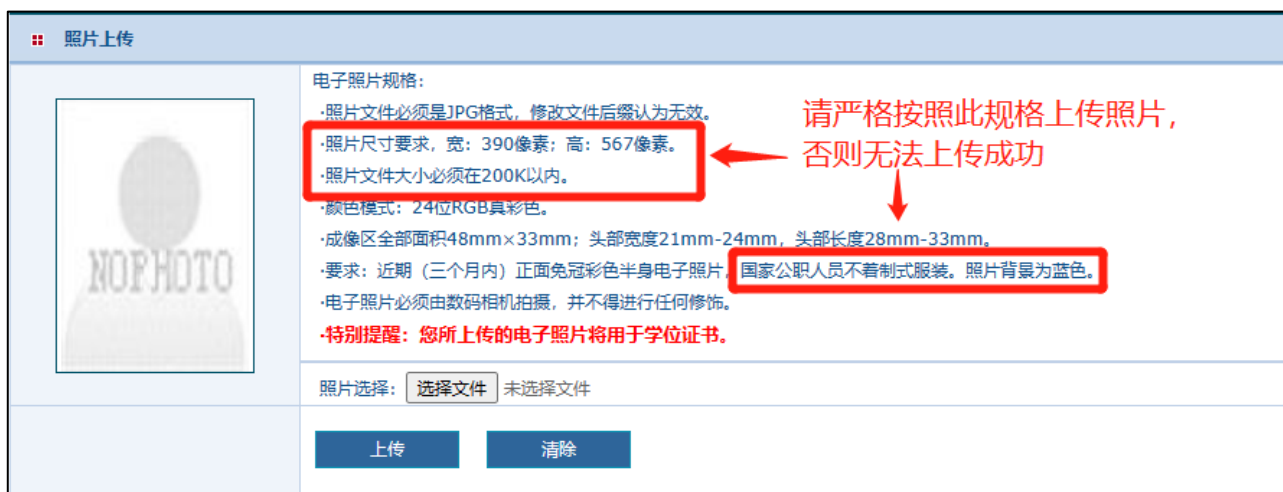 照片上传
电子照片规格：
·照片文件必须是JPG格式，修改文件后缀认为无效。
·照片尺寸要求，宽：390像素；高：567像素。
·照片文件大小必须在200K以内。
·颜色模式：24位RGB真彩色。
·成像区全部面积48mm×33mm；头部宽度21mm-24mm，头部长度28mm-33mm。
·要求：近期（三个月内）正面免冠彩色半身电子照片，国家公职人员不着制式服装。照片背景为蓝色。
·电子照片必须由数码相机拍摄，并不得进行任何修饰。
·特别提醒：您所上传的电子照片将用于学位证书。
请严格按照此规格上传照片，
否则无法上传成功
NOPHOTO
照片选择： 选择文件 未选择文件
上传 清除